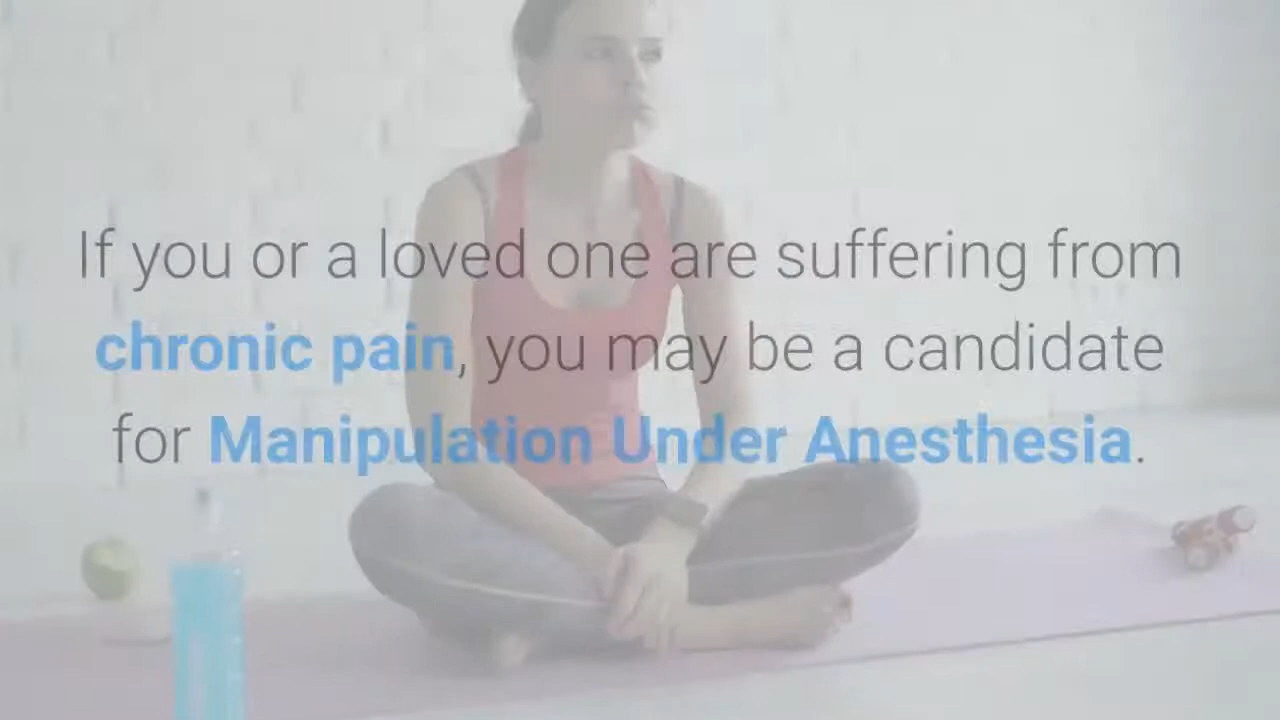 If you or a loved one are suffering from
chronic pain, you may be a candidate
for Manipulation Under Anesthesia.